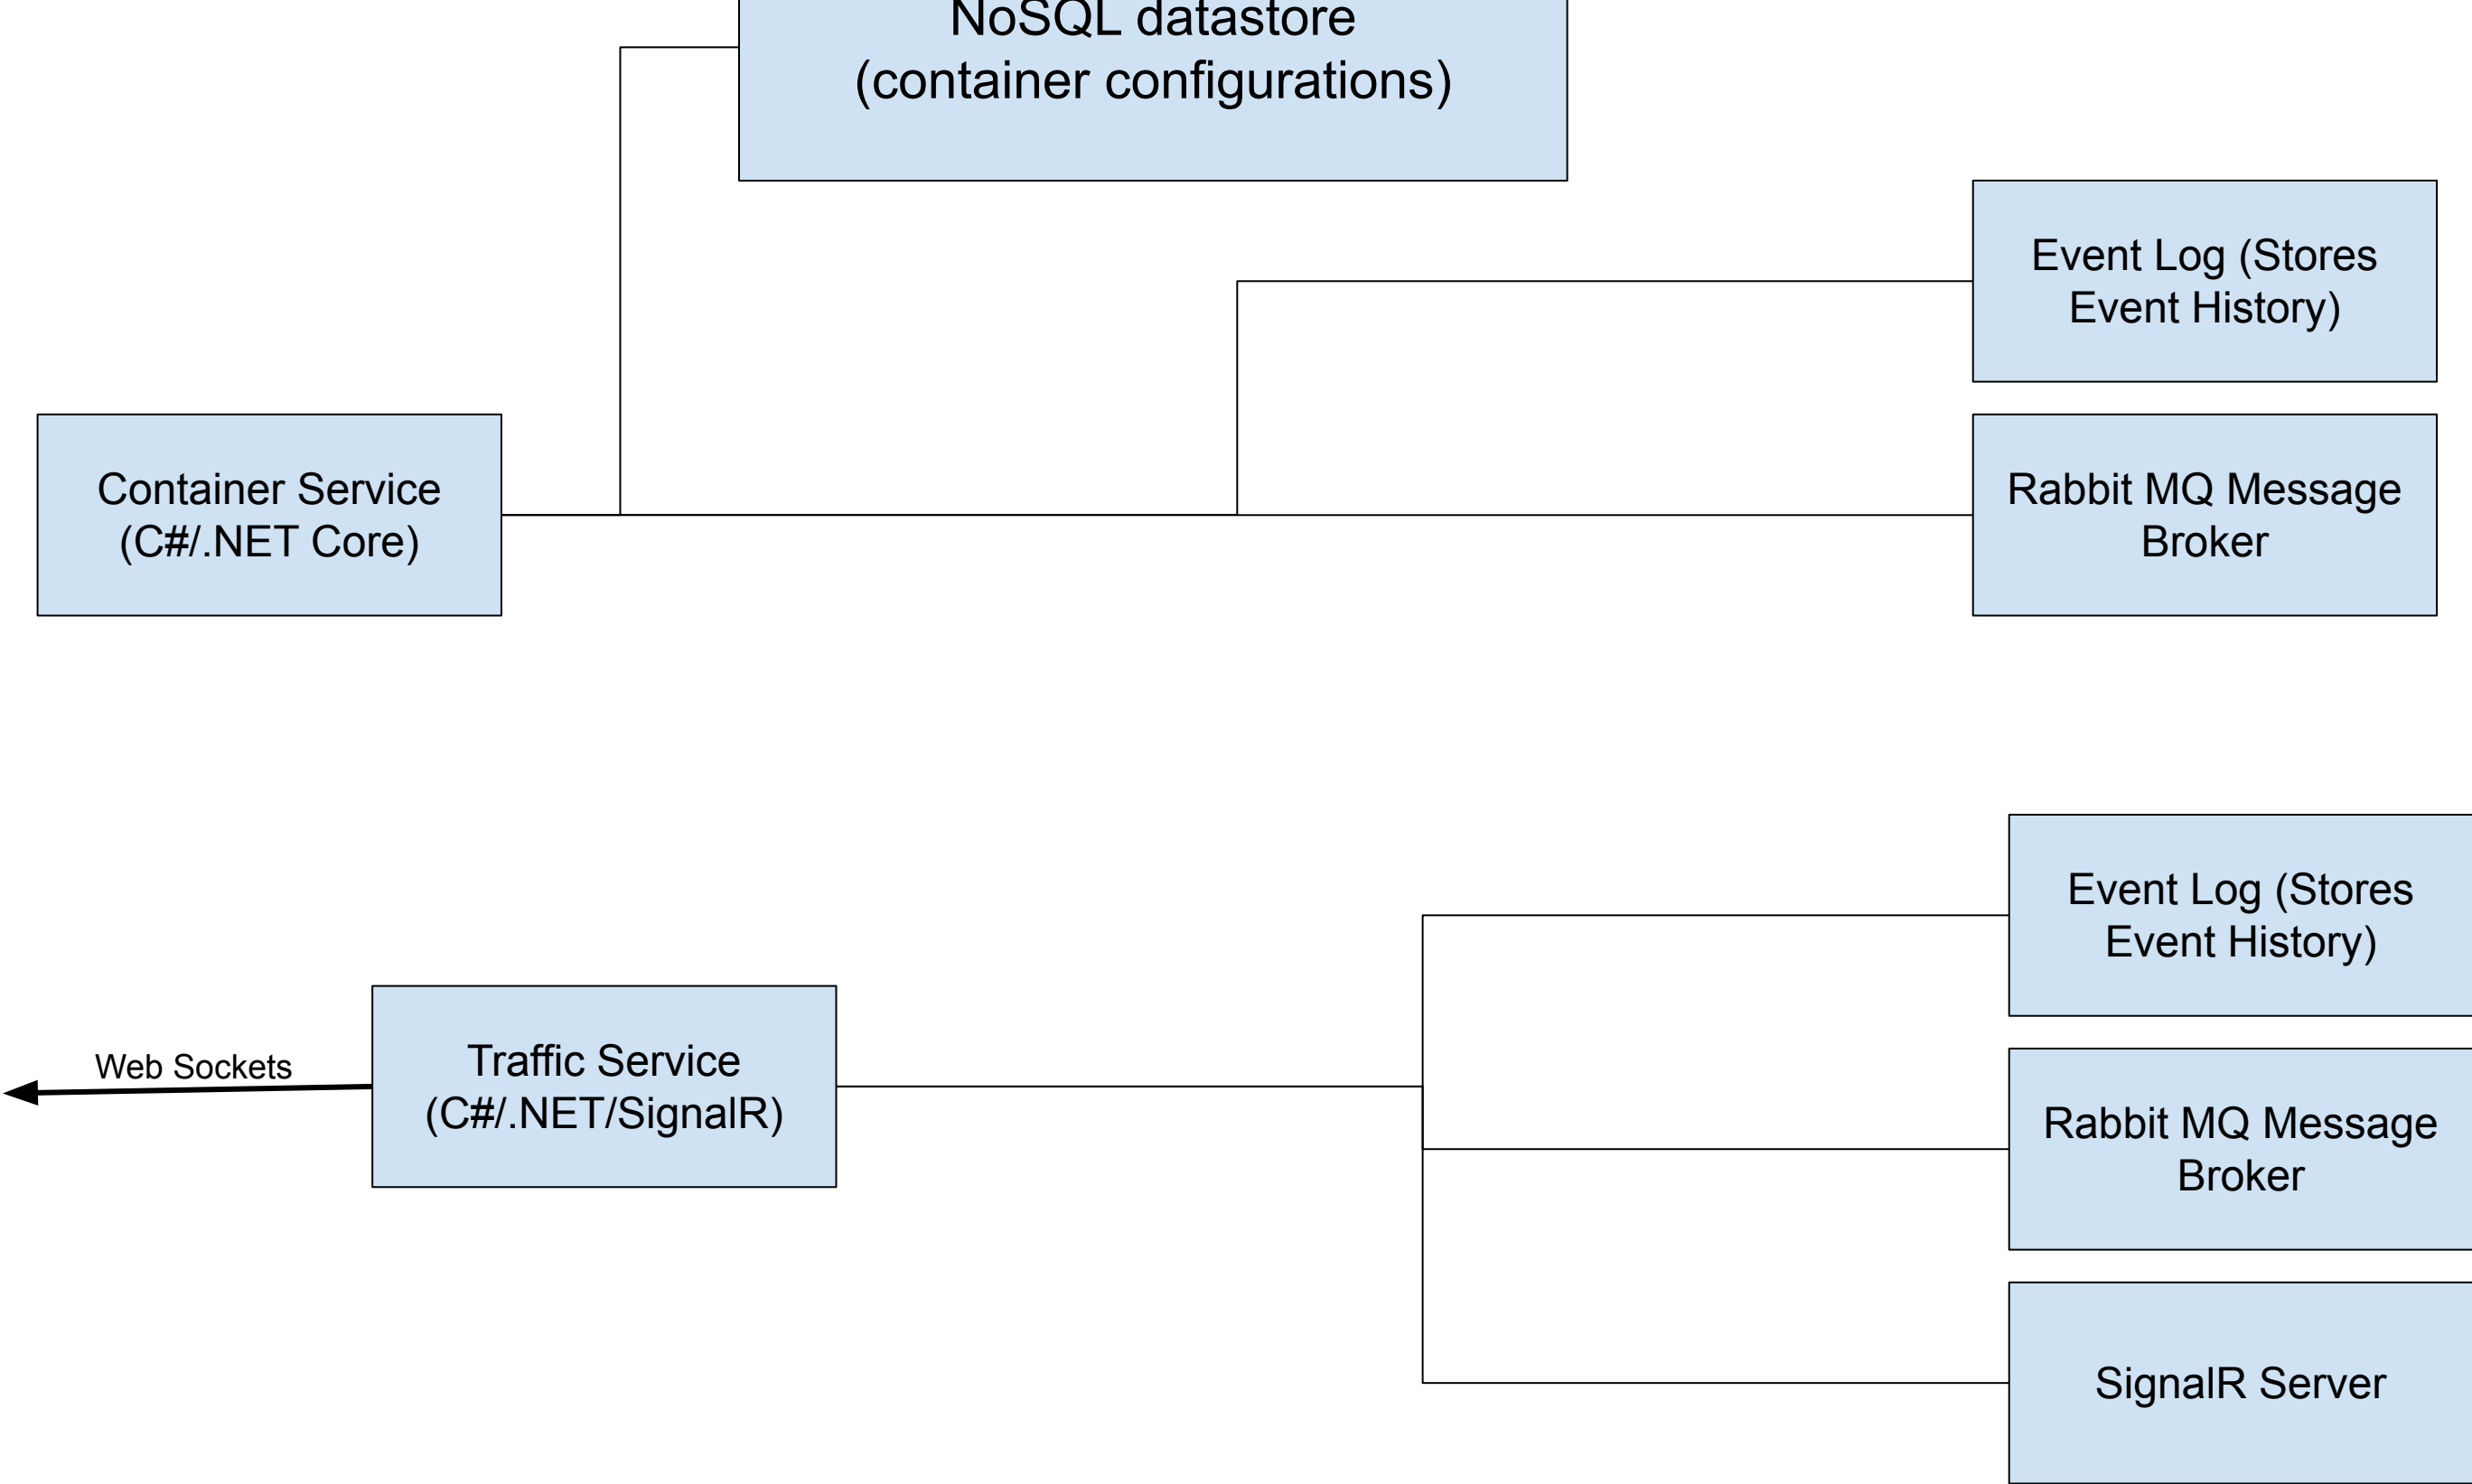 NoSQL datastore
(container configurations)
Event Log (Stores
Event History)
Container Service
(C#/.NET Core)
Rabbit MQ Message
Broker
Event Log (Stores
Event History)
Web Sockets
Traffic Service
(C#/.NET/SignalR)
Rabbit MQ Message
Broker
SignalR Server